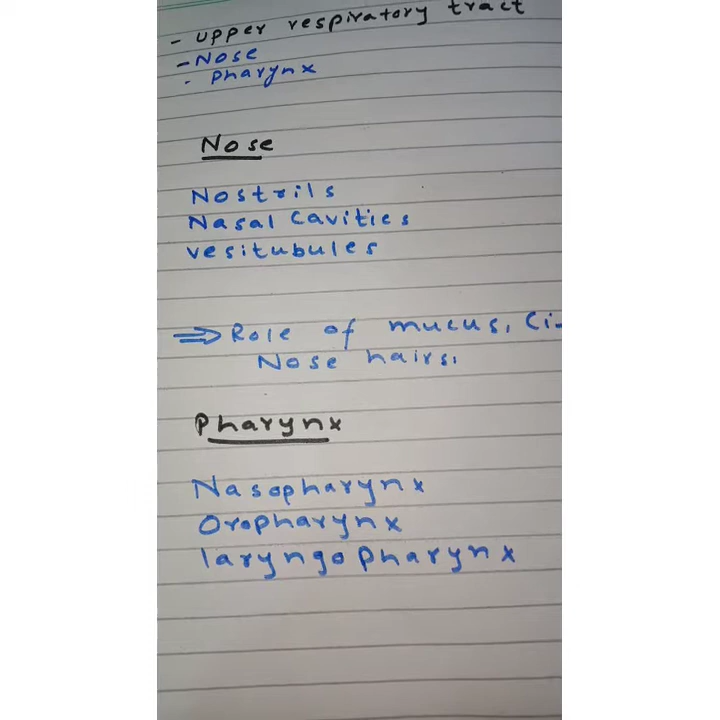 - Upper respiratory tract
- Nose
- Pharynx
Nose
Nostrils
Nasal Cavities
vesitubules
⇒ Role of mucus, Ci
Nose hairs.
Pharynx
Nasopharynx
Oropharynx
laryngopharynx